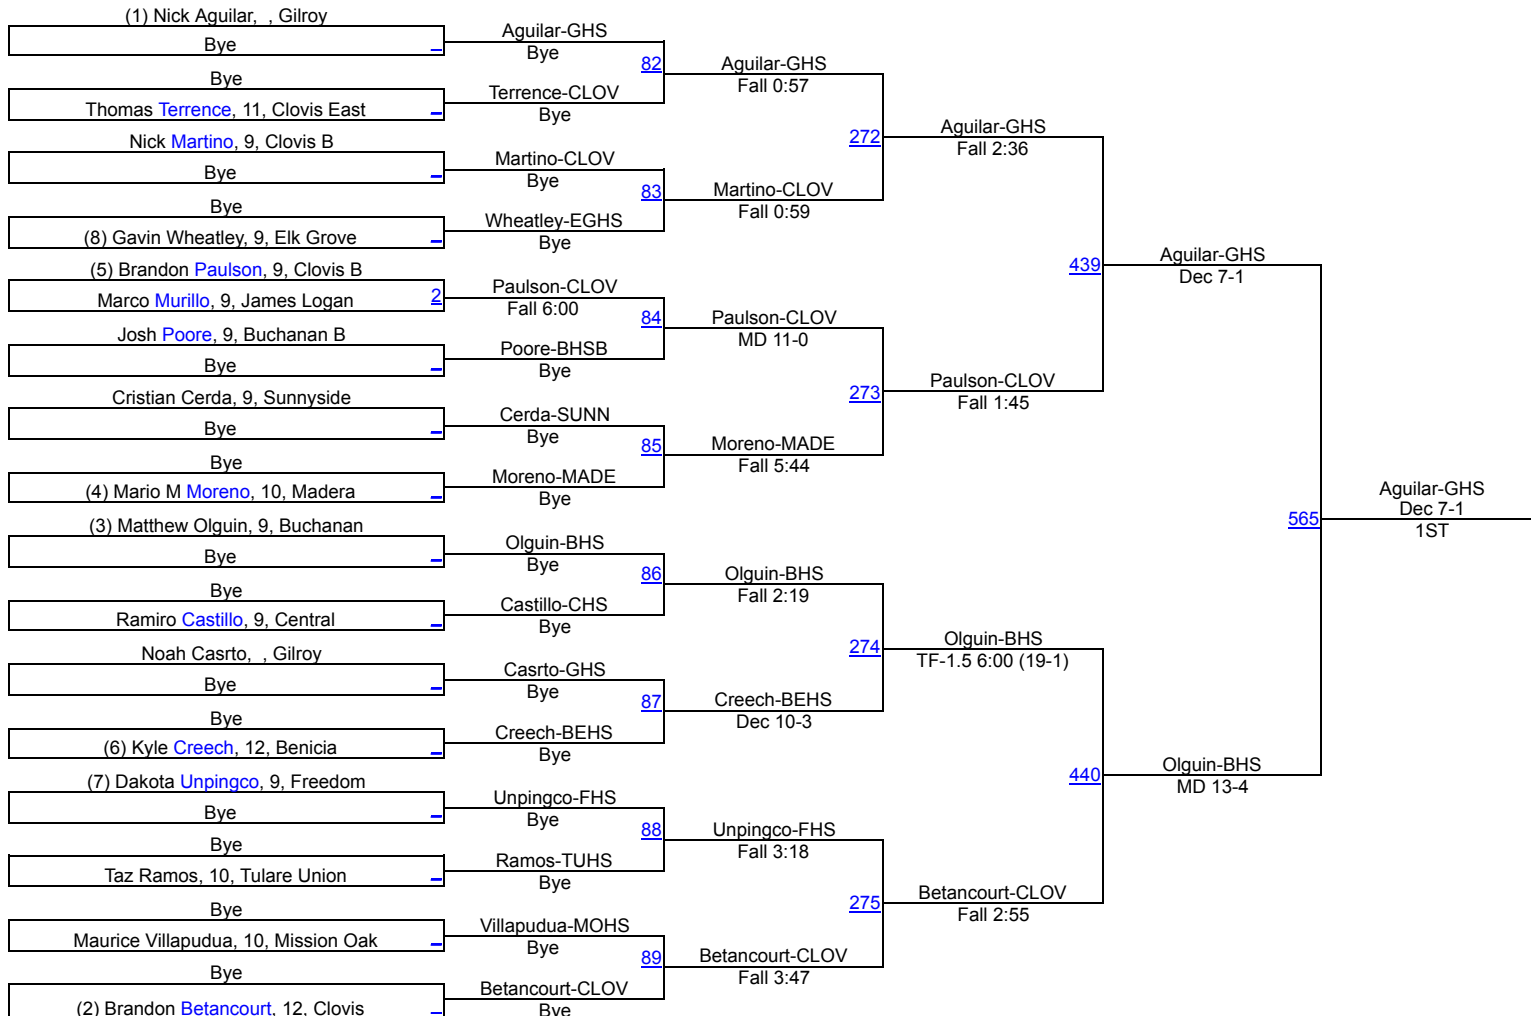 (1) Nick Aguilar, , Gilroy
Bye
Bye
Thomas Terrence, 11, Clovis East
Nick Martino, 9, Clovis B
Bye
Bye
(8) Gavin Wheatley, 9, Elk Grove
(5) Brandon Paulson, 9, Clovis B
Marco Murillo, 9, James Logan 2
Josh Poore, 9, Buchanan B
Bye
Cristian Cerda, 9, Sunnyside
Bye
Bye
(4) Mario M Moreno, 10, Madera
(3) Matthew Olguin, 9, Buchanan
Bye
Bye
Ramiro Castillo, 9, Central
Noah Casrto, , Gilroy
Bye
Bye
(6) Kyle Creech, 12, Benicia
(7) Dakota Unpingco, 9, Freedom
Bye
Bye
Taz Ramos, 10, Tulare Union
Bye
Maurice Villapudua, 10, Mission Oak
Bye
(2) Brandon Betancourt, 12, Clovis
Aguilar-GHS
Bye
82
Terrence-CLOV
Bye
Martino-CLOV
Bye
83
Wheatley-EGHS
Bye
Paulson-CLOV
Fall 6:00
84
Poore-BHSB
Bye
Cerda-SUNN
Bye
85
Moreno-MADE
Bye
Olguin-BHS
Bye
86
Castillo-CHS
Bye
Casrto-GHS
Bye
87
Creech-BEHS
Bye
Unpingco-FHS
Bye
88
Ramos-TUHS
Bye
Villapudua-MOHS
Bye
89
Betancourt-CLOV
Bye
Aguilar-GHS
Fall 0:57
272
Martino-CLOV
Fall 0:59
Paulson-CLOV
MD 11-0
273
Moreno-MADE
Fall 5:44
Olguin-BHS
Fall 2:19
274
Creech-BEHS
Dec 10-3
Unpingco-FHS
Fall 3:18
275
Betancourt-CLOV
Fall 3:47
Aguilar-GHS
Fall 2:36
439
Paulson-CLOV
Fall 1:45
Olguin-BHS
TF-1.5 6:00 (19-1)
440
Betancourt-CLOV
Fall 2:55
Aguilar-GHS
Dec 7-1
565
Olguin-BHS
MD 13-4
Aguilar-GHS
Dec 7-1
1ST